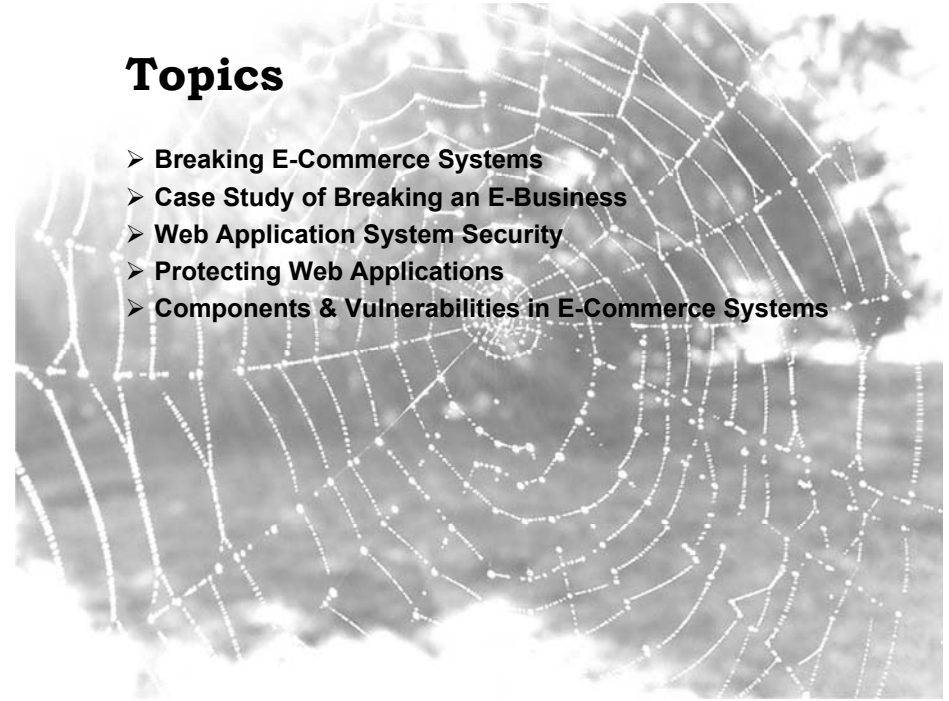 Topics
➢ Breaking E-Commerce Systems
➢ Case Study of Breaking an E-Business
➢ Web Application System Security
➢ Protecting Web Applications
➢ Components & Vulnerabilities in E-Commerce Systems